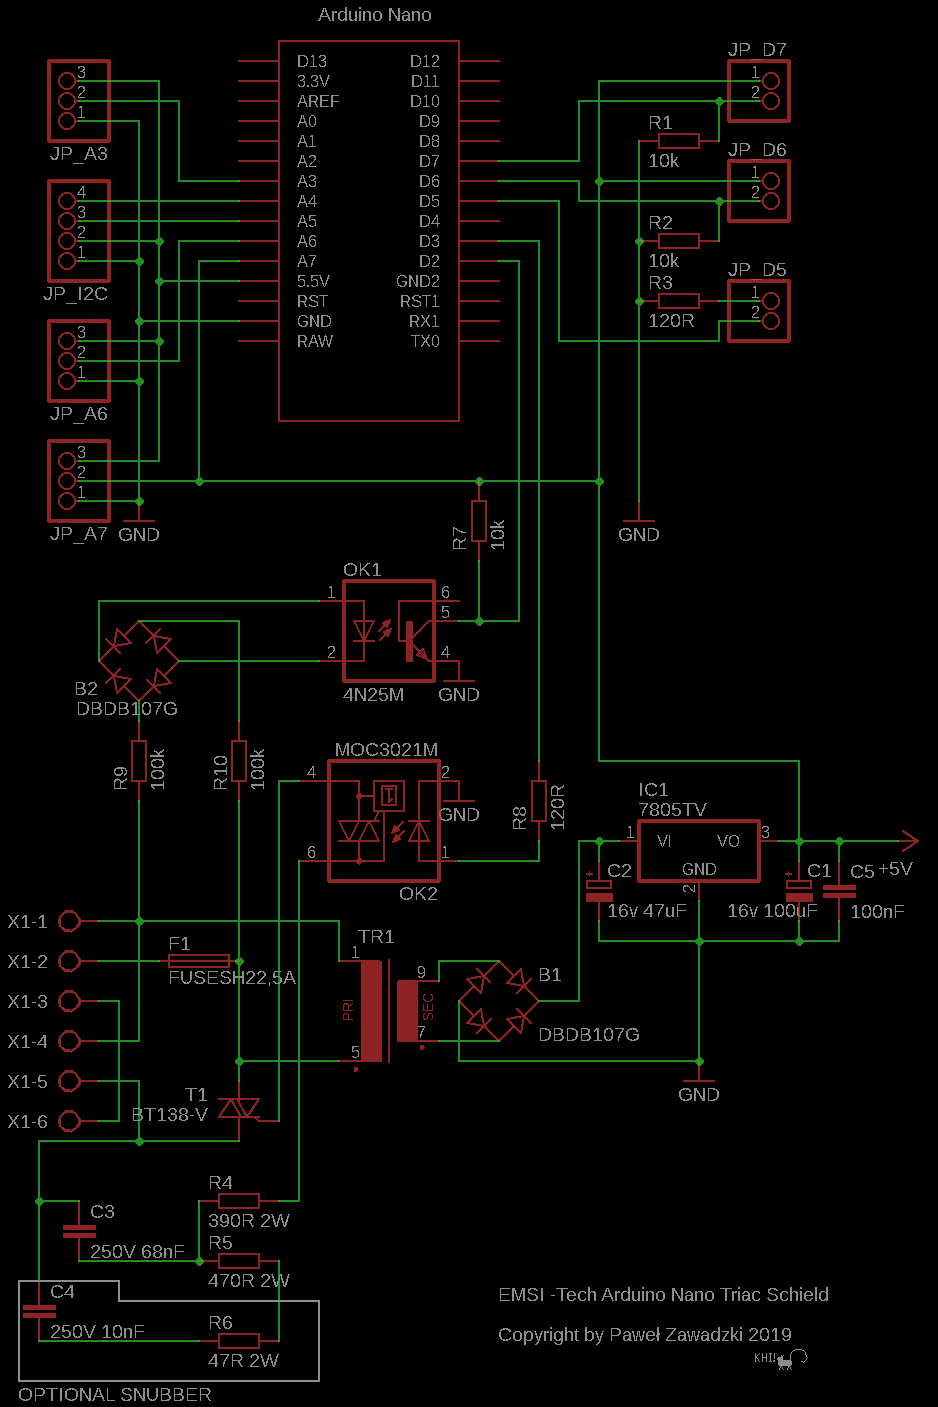 Arduino Nano
D13 D12
3.3V D11
AREF D10
A0 D9
A1 D8
A2 D7
A3 D6
A4 D5
A5 D4
A6 D3
A7 D2
5.5V GND2
RST RST1
GND RX1
RAW TX0
3
2
1
JP_A3
4
3
2
1
JP_I2C
3
2
1
JP_A6
3
2
1
JP_A7
GND
JP_D7
1
2
R1
10k
JP_D6
1
2
R2
10k
JP_D5
1
2
R3
120R
GND
R7
10k
OK1
1
2
6
5
4
4N25M
GND
B2
DBDB107G
R9
100k
R10
100k
MOC3021M
4
6
2
1
GND
OK2
R8
120R
IC1
7805TV
1
VI
VO
3
GND
2
+
C2
16v 47uF
+
C1
16v 100uF
C5
100nF
+5V
X1-1
X1-2
X1-3
X1-4
X1-5
X1-6
F1
FUSESH22,5A
TR1
1
5
PRI
SEC
9
7
B1
DBDB107G
GND
T1
BT138-V
R4
390R 2W
C3
250V 68nF
R5
470R 2W
C4
250V 10nF
R6
47R 2W
OPTIONAL SNUBBER
EMSI -Tech Arduino Nano Triac Schield
Copyright by Paweł Zawadzki 2019